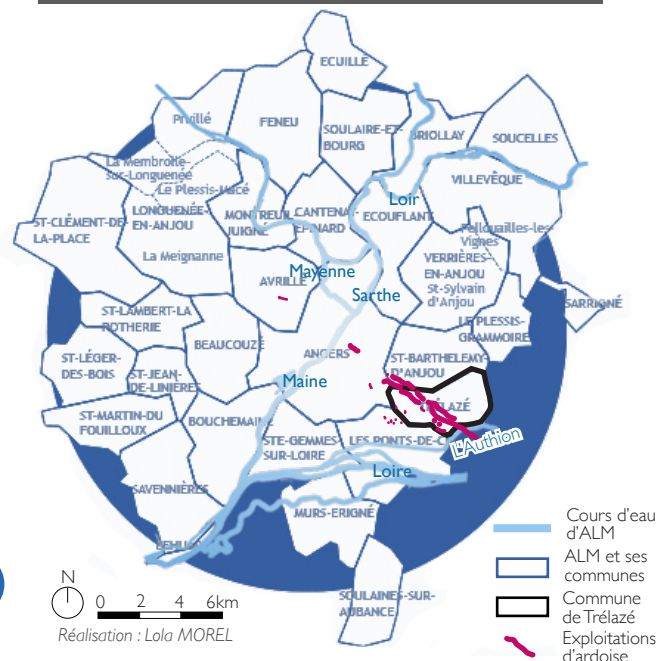 ECUILLÉ
Pruillé
FENEU
SOULAIRE-ET-
BOURG
BRIOLLAY
SOUCELLES
La Membrolle-
sur-Longuenée
Le Plessis-Macé
VILLEVÊQUE
Loir
ST-CLÉMENT-DE-
LA-PLACE
LONGUENÉE-
EN-ANJOU
MONTREUIL
JUIGNÉ
CANTENAY
EPINARD
ECOUFLANT
Pellouailles-les-
Vignes
La Meignanne
VERRIÈRES-
EN-ANJOU
St-Sylvain
d'Anjou
Mayenne
AVRILLÉ
Sarthe
SARRIGNÉ
ST-LAMBERT-LA
POTHERIE
LE PLESSIS-
GRAMMOIRE
BEAUCOUZÉ
ANGERS
ST-BARTHELEMY-
D'ANJOU
ST-LÉGER-
DES-BOIS
ST-JEAN-
DE-LINIÈRES
Maine
TRÉLAZÉ
ST-MARTIN DU
FOUILLOUX
BOUCHEMAINE
STE-GEMMES
SUR-LOIRE
LES PONTS-DE-C
L'Authion
Loire
SAVENNIÈRES
MURS-ERIGNÉ
SOULAINES-SUR-
AUBANCE
N
0 2 4 6km
Réalisation : Lola MOREL
Cours d'eau
d'ALM
ALM et ses
communes
Commune
de Trélazé
Exploitations
d'ardoise